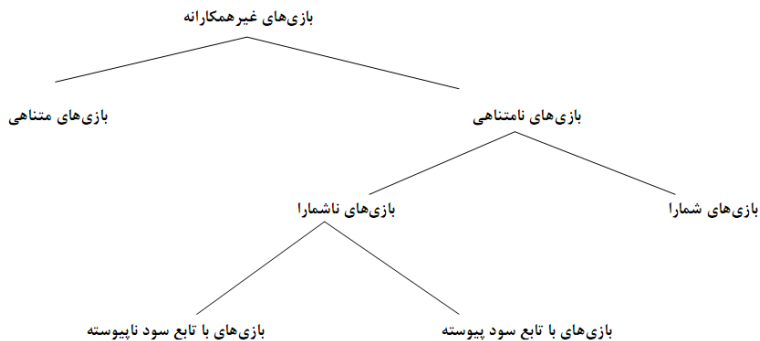 بازی‌های غیرهمکارانه
بازی‌های نامتناهی
بازی‌های متناهی
بازی‌های شمارا
بازی‌های ناشمارا
بازی‌های با تابع سود پیوسته
بازی‌های با تابع سود ناپیوسته